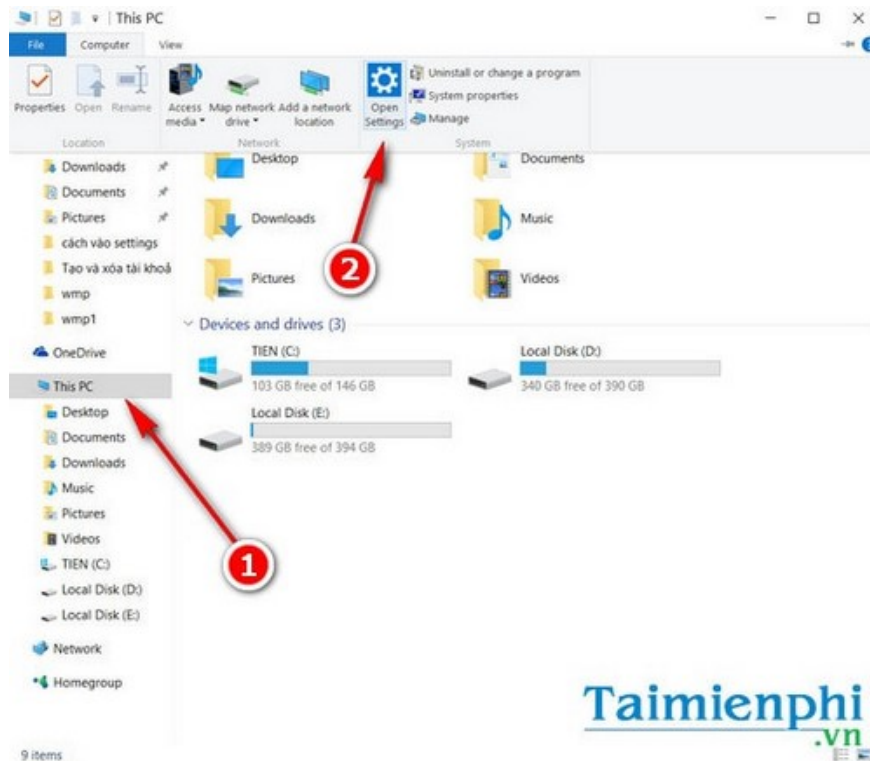 This PC
File Computer View
Properties Open Rename
Access media
Map network drive
Add a network location
Open Settings
Uninstall or change a program
System properties
Manage
Location Network System
Downloads
Documents
Pictures
cách vào settings
Tao và xóa tài khoả
wmp
wmp1
OneDrive
This PC
Desktop
Documents
Downloads
Music
Pictures
Videos
TIEN (C:)
Local Disk (D:)
Local Disk (E:)
Network
Homegroup
Desktop
Documents
Downloads
Music
Pictures
Videos
Devices and drives (3)
TIEN (C:)
103 GB free of 146 GB
Local Disk (D:)
340 GB free of 390 GB
Local Disk (E:)
389 GB free of 394 GB
1
2
Taimienphi
.vn
9 items